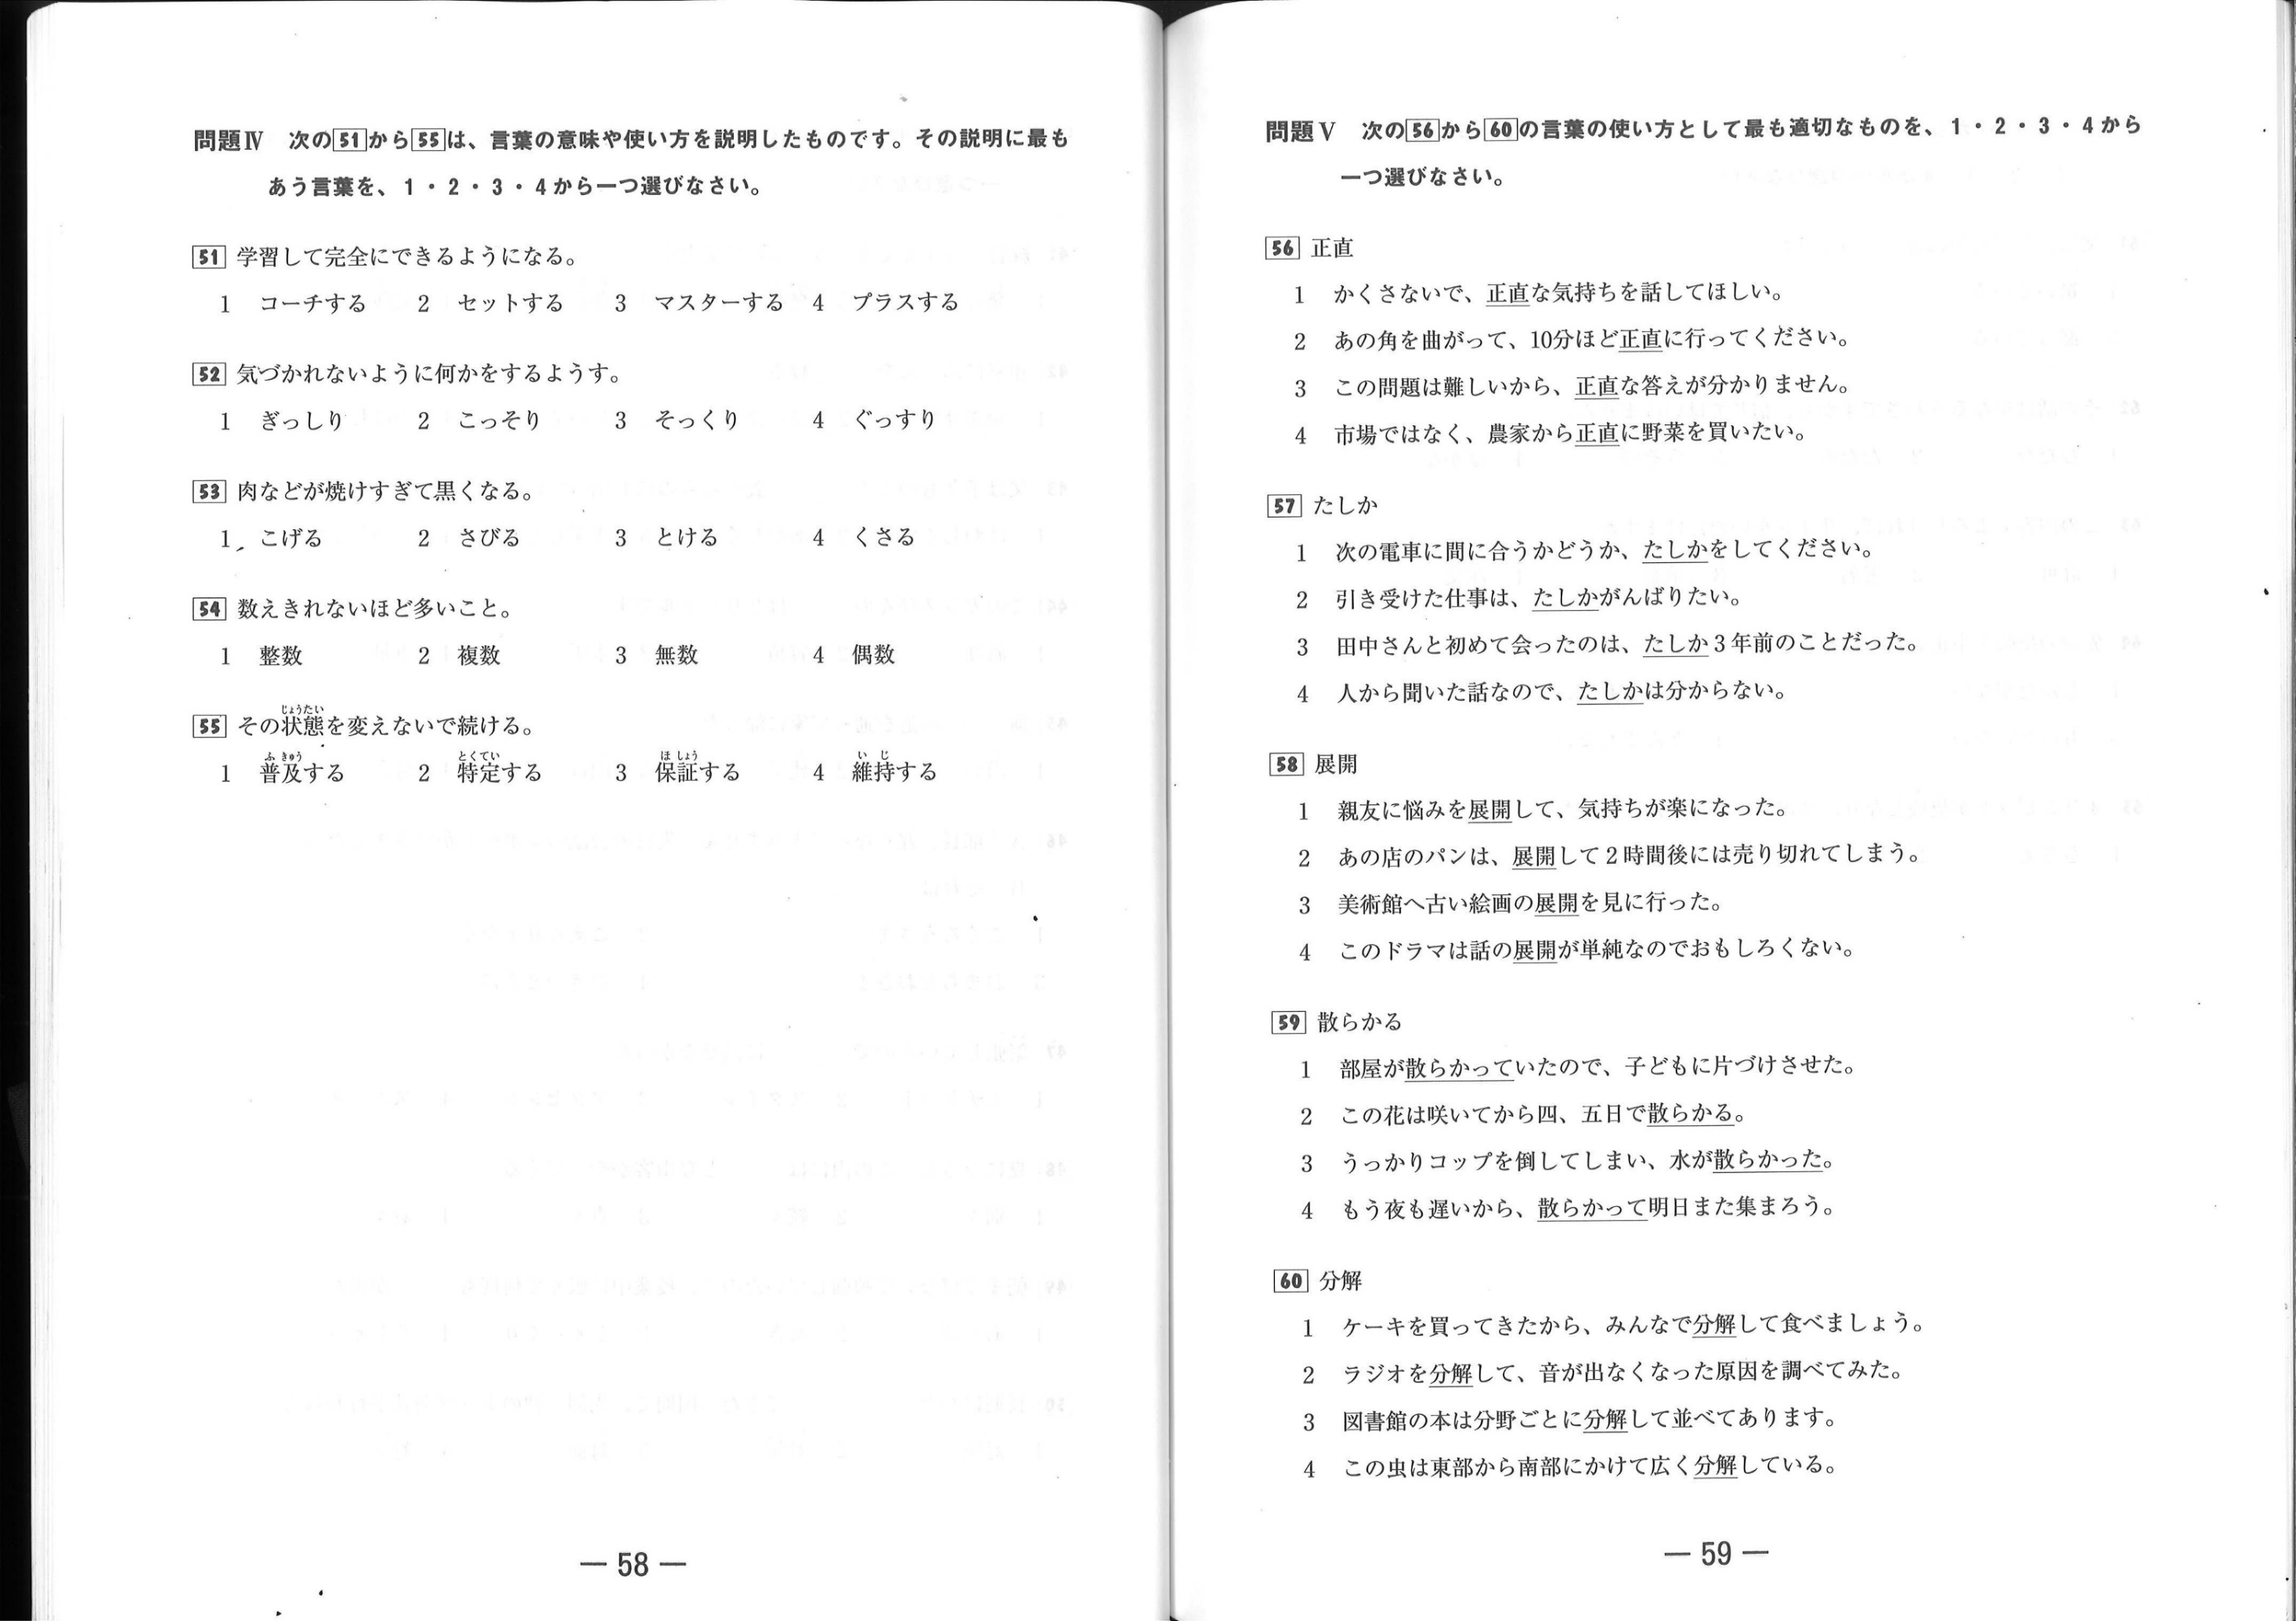 問題Ⅳ 次の51から55は、言葉の意味や使い方を説明したものです。その説明に最も
あう言葉を、1・2・3・4から一つ選びなさい。
51 学習して完全にできるようになる。
1 コーチする 2 セットする 3 マスターする 4 プラスする
52 気づかれないように何かをするようす。
1 ぎっしり 2 こっそり 3 そっくり 4 ぐっすり
53 肉などが焼けすぎて黒くなる。
1 こげる 2 さびる 3 とける 4 くさる
54 数えきれないほど多いこと。
1 整数 2 複数 3 無数 4 偶数
じょうたい
55 その状態を変えないで続ける。
ふきゅう とくてい ほしょう いじ
1 普及する 2 特定する 3 保証する 4 維持する
— 58 —
問題Ⅴ 次の56から60の言葉の使い方として最も適切なものを、1・2・3・4から
一つ選びなさい。
56 正直
1 かくさないで、正直な気持ちを話してほしい。
2 あの角を曲がって、10分ほど正直に行ってください。
3 この問題は難しいから、正直な答えが分かりません。
4 市場ではなく、農家から正直に野菜を買いたい。
57 たしか
1 次の電車に間に合うかどうか、たしかをしてください。
2 引き受けた仕事は、たしかがんばりたい。
3 田中さんと初めて会ったのは、たしか3年前のことだった。
4 人から聞いた話なので、たしかは分からない。
58 展開
1 親友に悩みを展開して、気持ちが楽になった。
2 あの店のパンは、展開して2時間後には売り切れてしまう。
3 美術館へ古い絵画の展開を見に行った。
4 このドラマは話の展開が単純なのでおもしろくない。
59 散らかる
1 部屋が散らかっていたので、子どもに片づけさせた。
2 この花は咲いてから四、五日で散らかる。
3 うっかりコップを倒してしまい、水が散らかった。
4 もう夜も遅いから、散らかって明日また集まろう。
60 分解
1 ケーキを買ってきたから、みんなで分解して食べましょう。
2 ラジオを分解して、音が出なくなった原因を調べてみた。
3 図書館の本は分野ごとに分解して並べてあります。
4 この虫は東部から南部にかけて広く分解している。
— 59 —